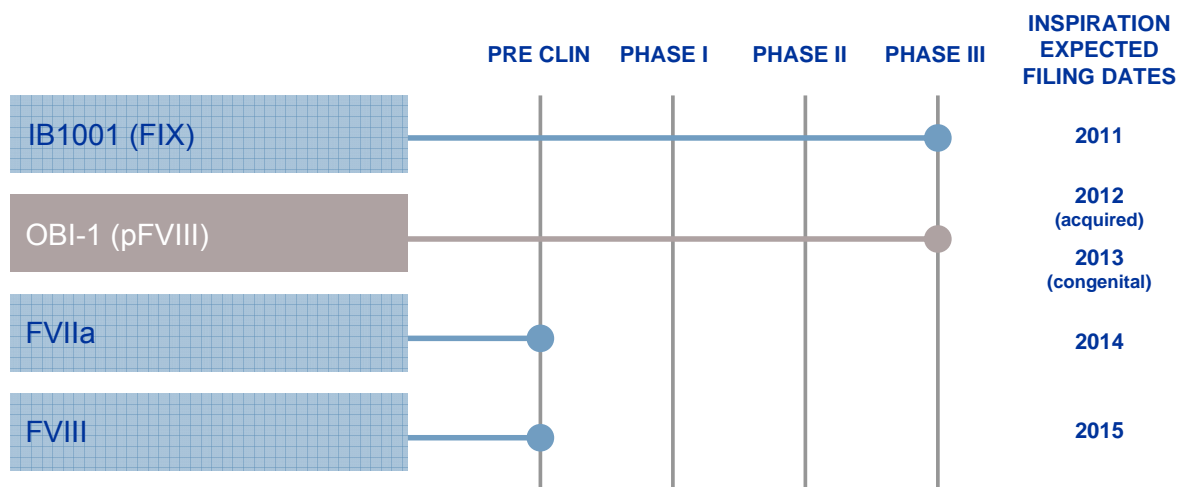 INSPIRATION
EXPECTED
FILING DATES
PRE CLIN PHASE I PHASE II PHASE III
IB1001 (FIX)
2011
OBI-1 (pFVIII)
2012
(acquired)
2013
(congenital)
FVIIa
2014
FVIII
2015